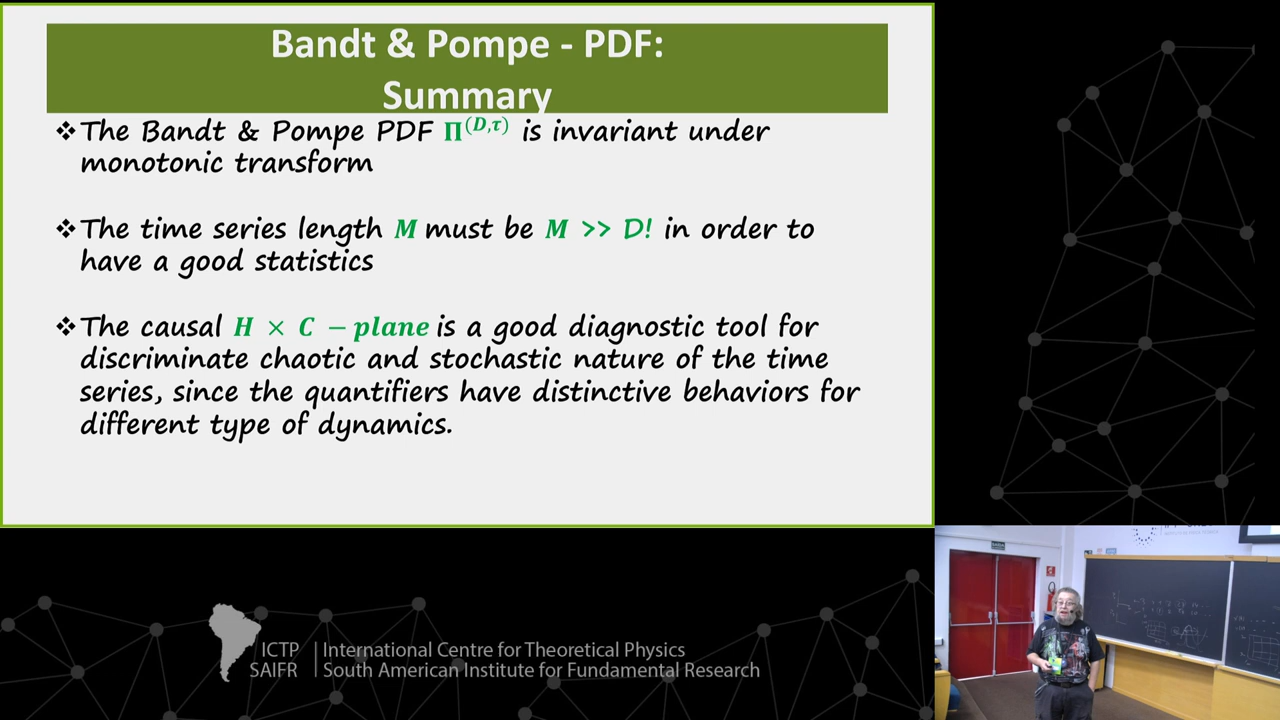 Bandt & Pompe - PDF:
Summary
❖The Bandt & Pompe PDF Π^(D,τ) is invariant under
monotonic transform
❖The time series length M must be M >> D! in order to
have a good statistics
❖The causal H × C − plane is a good diagnostic tool for
discriminate chaotic and stochastic nature of the time
series, since the quantifiers have distinctive behaviors for
different type of dynamics.
ICTP
SAIFR
International Centre for Theoretical Physics
South American Institute for Fundamental Research